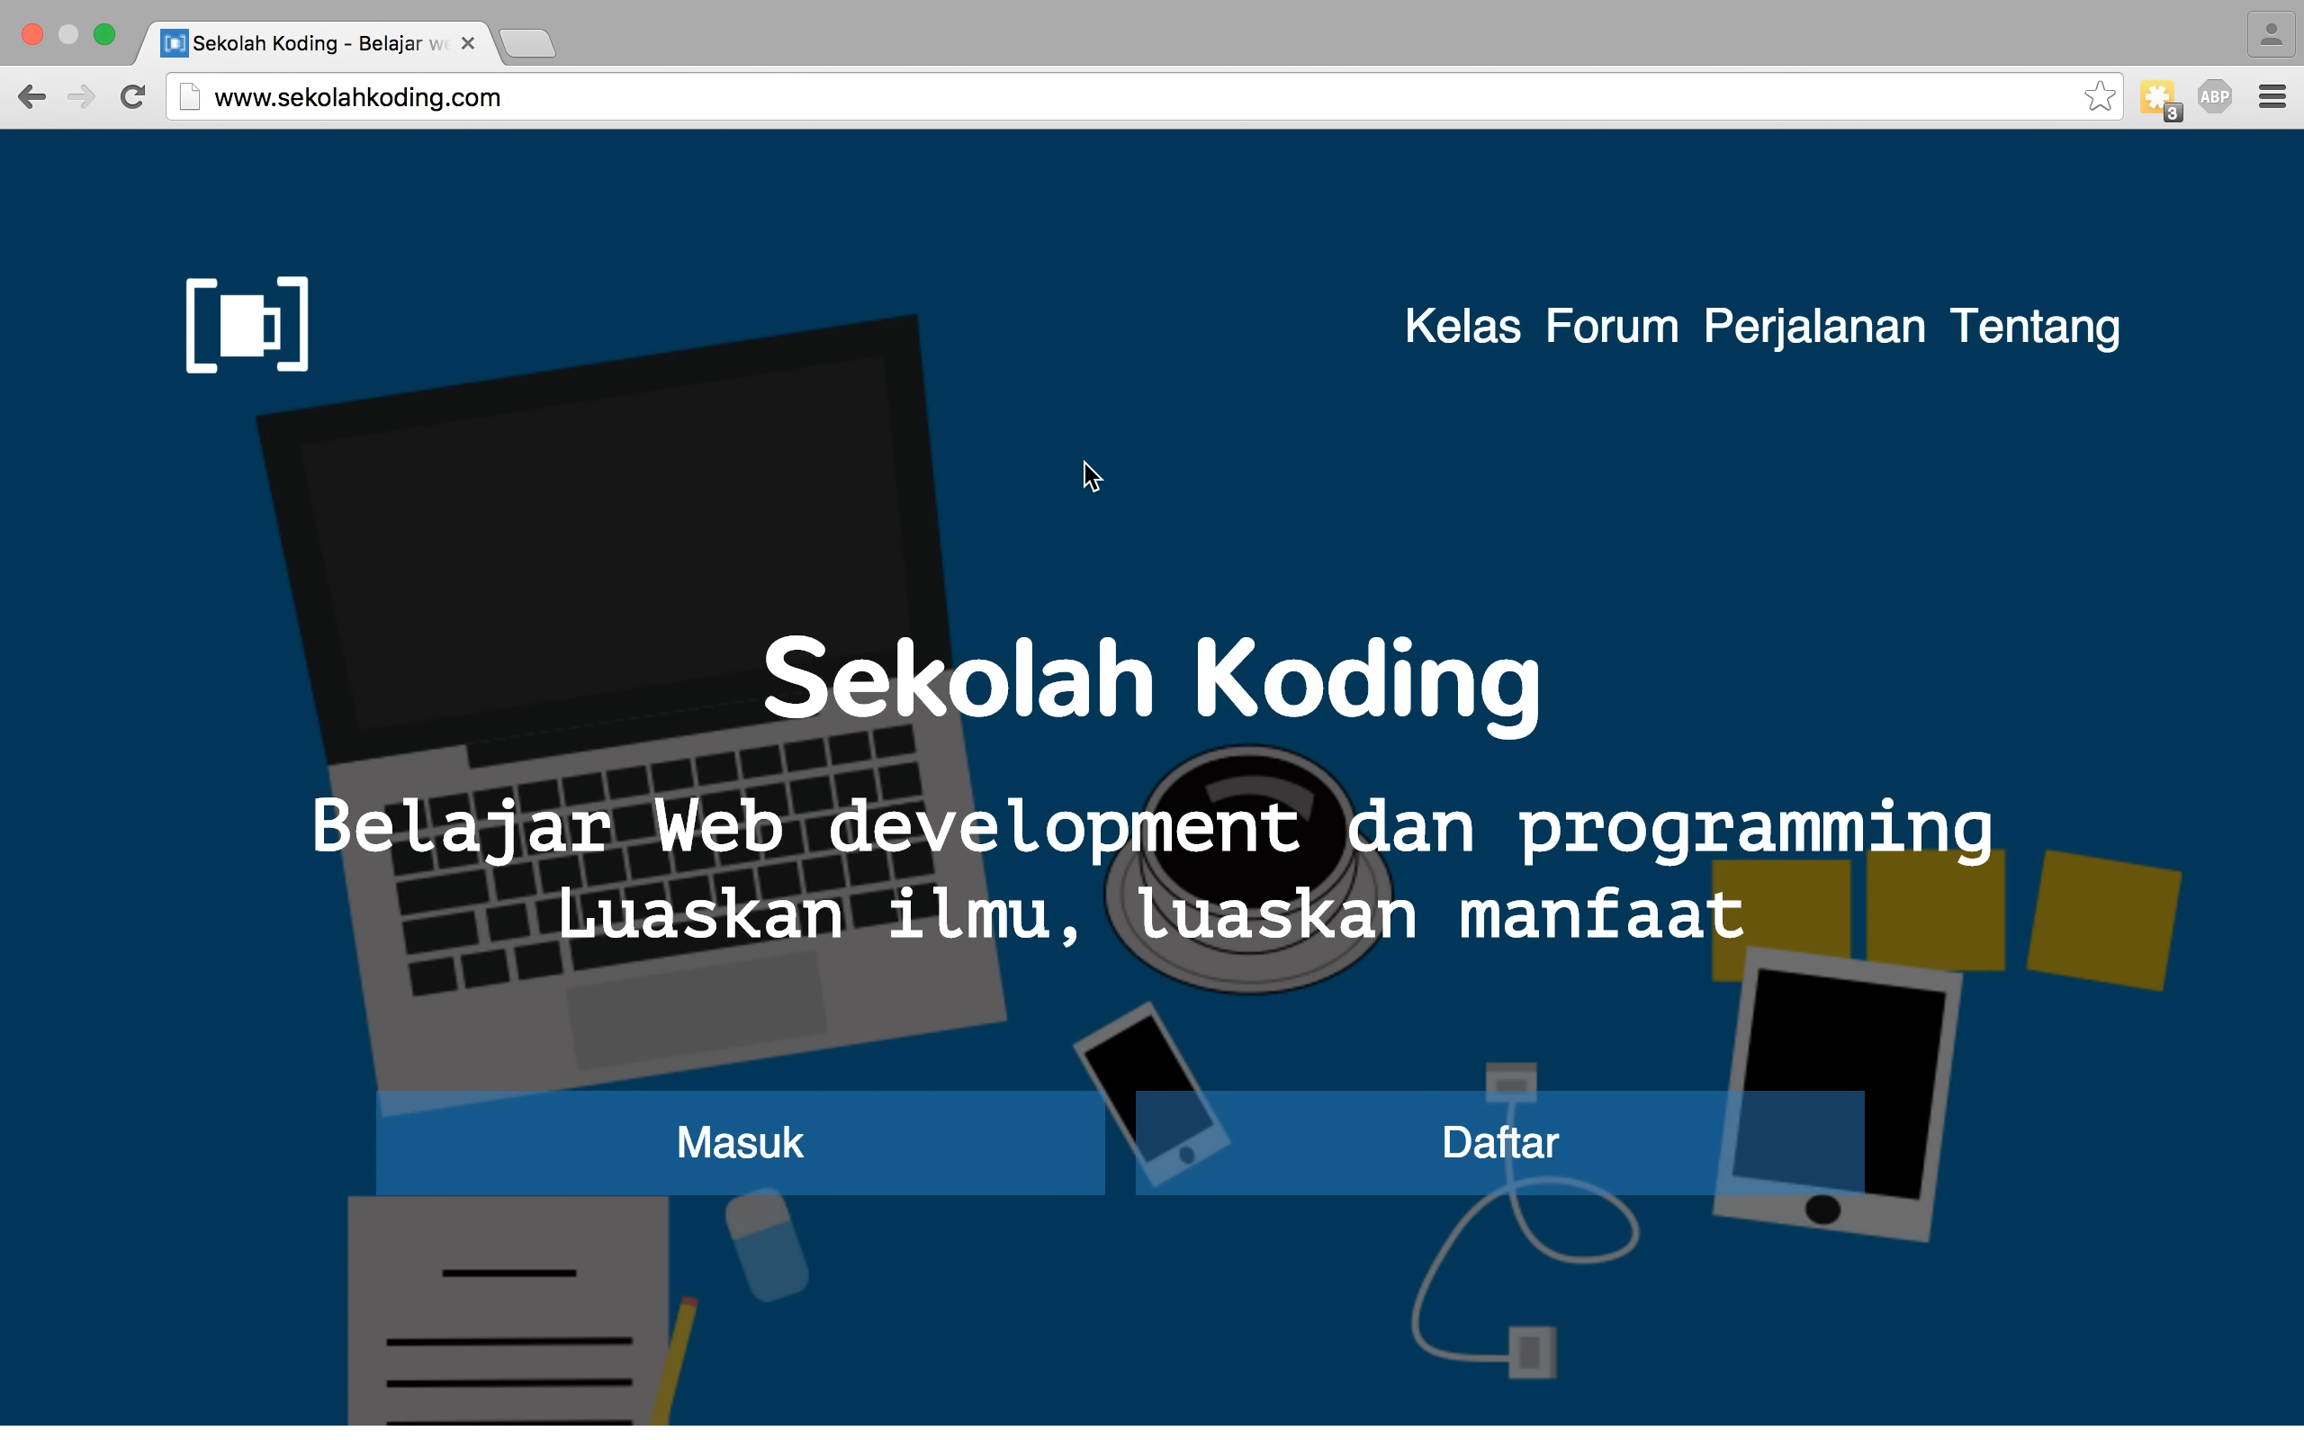 Sekolah Koding - Belajar we
www.sekolahkoding.com
3
ABP
Kelas Forum Perjalanan Tentang
Sekolah Koding
Belajar Web development dan programming
Luaskan ilmu, luaskan manfaat
Masuk Daftar